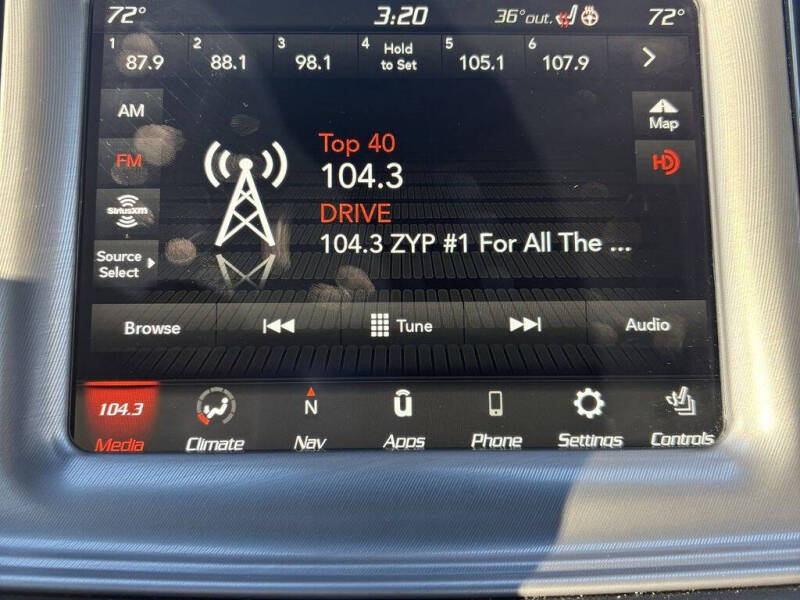 72° 3:20 36°out. 72°
1 87.9 2 88.1 3 98.1 4 Hold to Set 5 105.1 6 107.9
AM
FM
SiriusXM
Source
Select
Top 40
104.3
DRIVE
104.3 ZYP #1 For All The ...
Map
HD
Browse Tune Audio
104.3 N u
Media Climate Nav Apps Phone Settings Controls